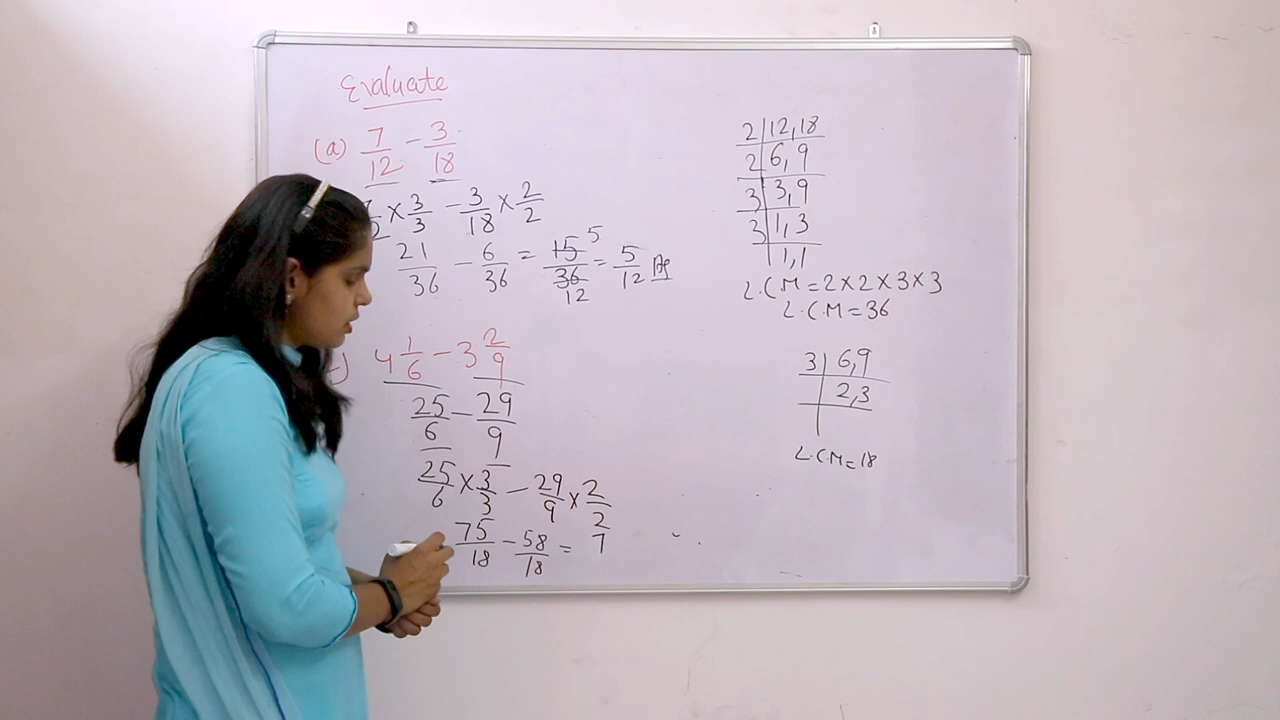 Evaluate
(a) 7/12 - 3/18
× 3/3 - 3/18 × 2/2
21/36 - 6/36 = 15/36 5 12 = 5/12
4 1/6 - 3 2/9
25/6 - 29/9
25/6 × 3/3 - 29/9 × 2/2
75/18 - 58/18 = 7
2 | 12, 18
2 | 6, 9
3 | 3, 9
3 | 1, 3
| 1, 1
L.C.M = 2 × 2 × 3 × 3
L.C.M = 36
3 | 6, 9
| 2, 3
L.C.M = 18